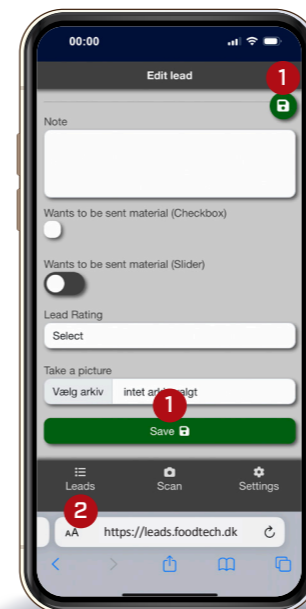 00:00
Edit lead
1
Note
Wants to be sent material (Checkbox)
Wants to be sent material (Slider)
Lead Rating
Select
Take a picture
Vælg arkiv intet
1
Save
Leads Scan Settings
2
AA https://leads.foodtech.dk